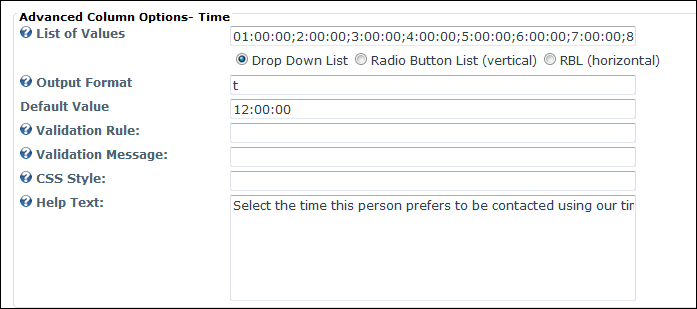 Advanced Column Options- Time
List of Values 01:00:00;2:00:00;3:00:00;4:00:00;5:00:00;6:00:00;7:00:00;8
Drop Down List Radio Button List (vertical) RBL (horizontal)
Output Format t
Default Value 12:00:00
Validation Rule:
Validation Message:
CSS Style:
Help Text: Select the time this person prefers to be contacted using our